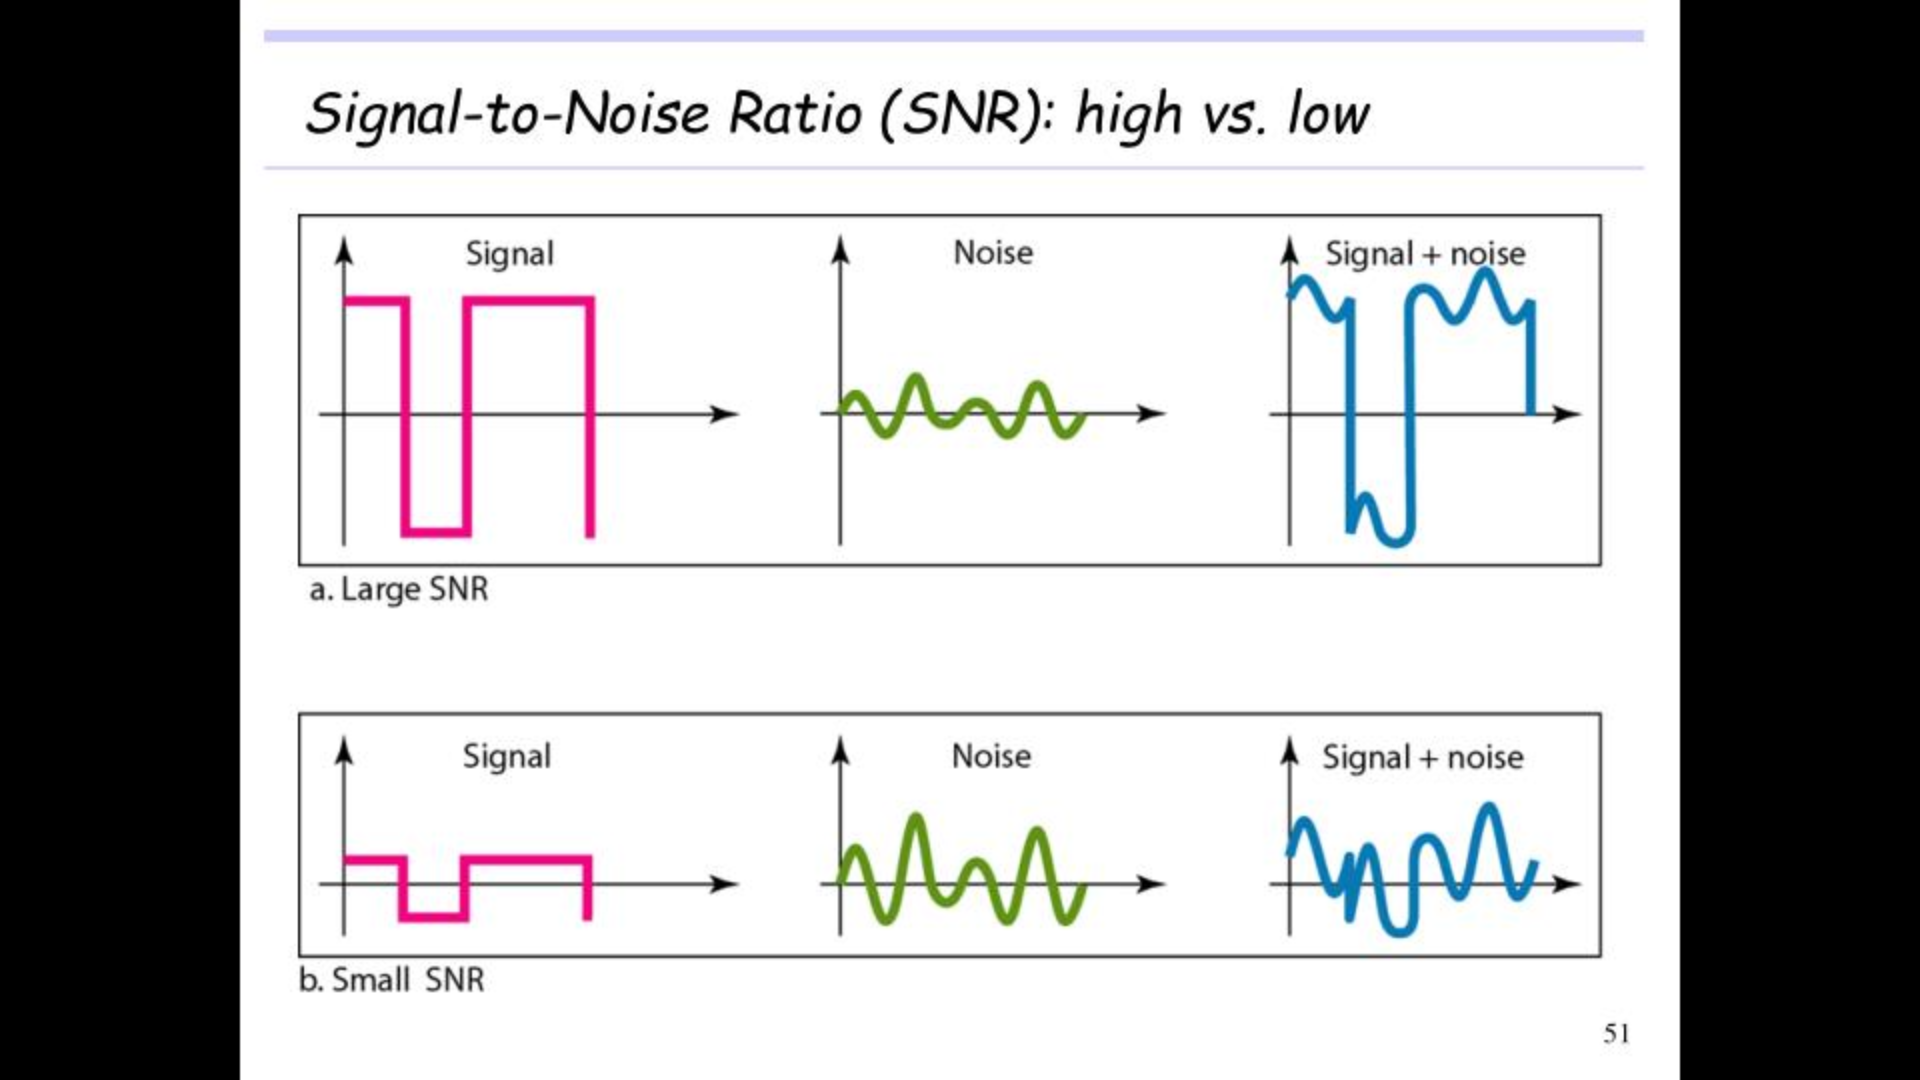 Signal-to-Noise Ratio (SNR): high vs. low
Signal
Noise
Signal + noise
a. Large SNR
Signal
Noise
Signal + noise
b. Small SNR
51